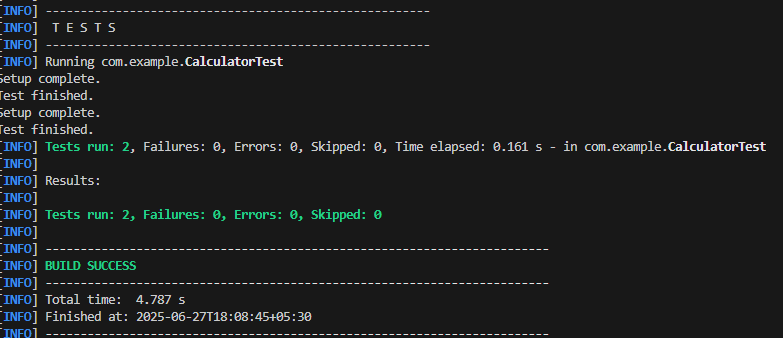 [INFO] -------------------------------------------------------
[INFO]  T E S T S
[INFO] -------------------------------------------------------
[INFO] Running com.example.CalculatorTest
Setup complete.
Test finished.
Setup complete.
Test finished.
[INFO] Tests run: 2, Failures: 0, Errors: 0, Skipped: 0, Time elapsed: 0.161 s - in com.example.CalculatorTest
[INFO]
[INFO] Results:
[INFO]
[INFO] Tests run: 2, Failures: 0, Errors: 0, Skipped: 0
[INFO]
[INFO] ------------------------------------------------------------------------
[INFO] BUILD SUCCESS
[INFO] ------------------------------------------------------------------------
[INFO] Total time:  4.787 s
[INFO] Finished at: 2025-06-27T18:08:45+05:30
[INFO] ------------------------------------------------------------------------